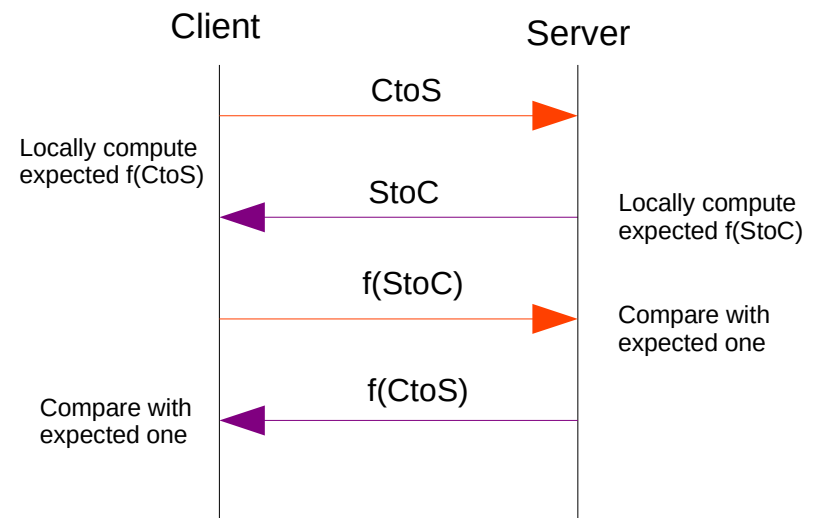 Client
Server
CtoS
Locally compute
expected f(CtoS)
StoC
Locally compute
expected f(StoC)
f(StoC)
Compare with
expected one
f(CtoS)
Compare with
expected one